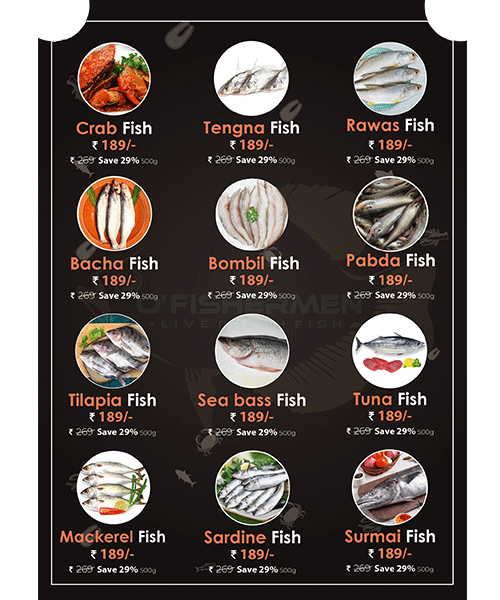 Crab Fish
₹ 189/-
₹ 269 Save 29% 500g
Tengna Fish
₹ 189/-
₹ 269 Save 29% 500g
Rawas Fish
₹ 189/-
₹ 269 Save 29% 500g
Bacha Fish
₹ 189/-
₹ 269 Save 29% 500g
Bombil Fish
₹ 189/-
₹ 269 Save 29% 500g
Pabda Fish
₹ 189/-
₹ 269 Save 29% 500g
O'FISHERMEN
Tilapia Fish
₹ 189/-
₹ 269 Save 29% 500g
Sea bass Fish
₹ 189/-
₹ 269 Save 29% 500g
Tuna Fish
₹ 189/-
₹ 269 Save 29% 500g
Mackerel Fish
₹ 189/-
₹ 269 Save 29% 500g
Sardine Fish
₹ 189/-
₹ 269 Save 29% 500g
Surmai Fish
₹ 189/-
₹ 269 Save 29% 500g